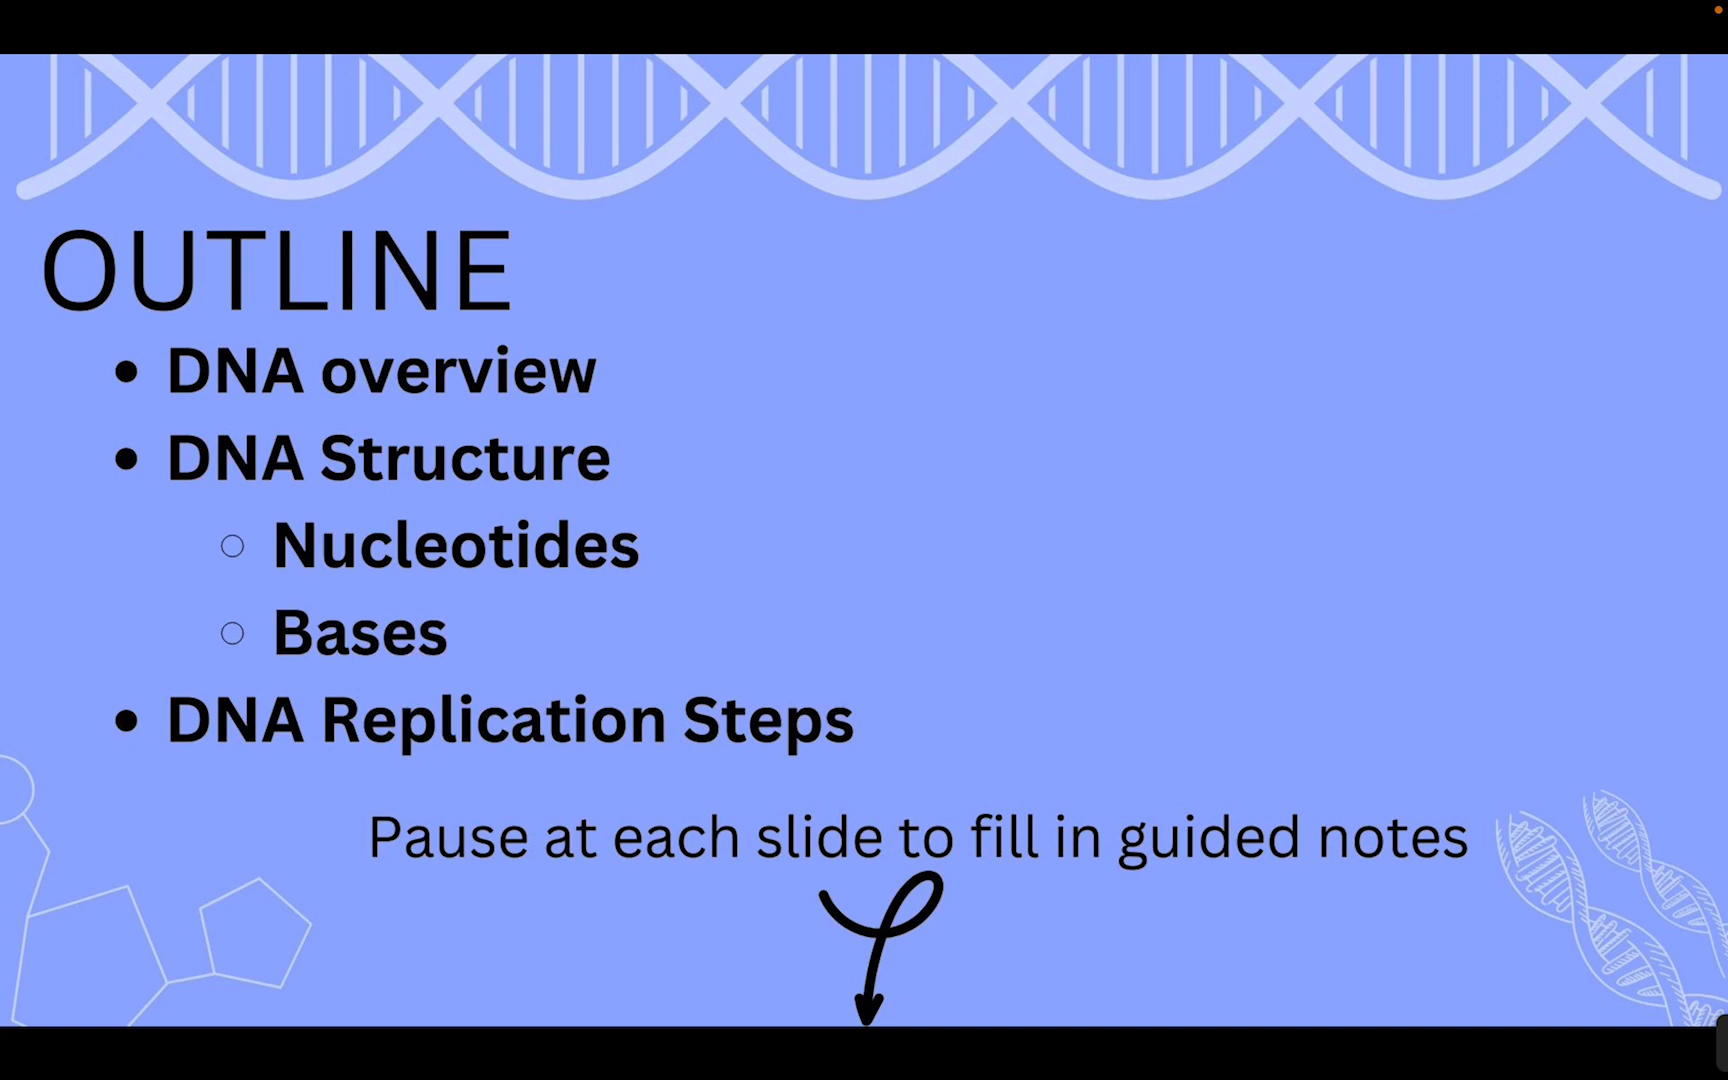 OUTLINE
• DNA overview
• DNA Structure
○ Nucleotides
○ Bases
• DNA Replication Steps
Pause at each slide to fill in guided notes